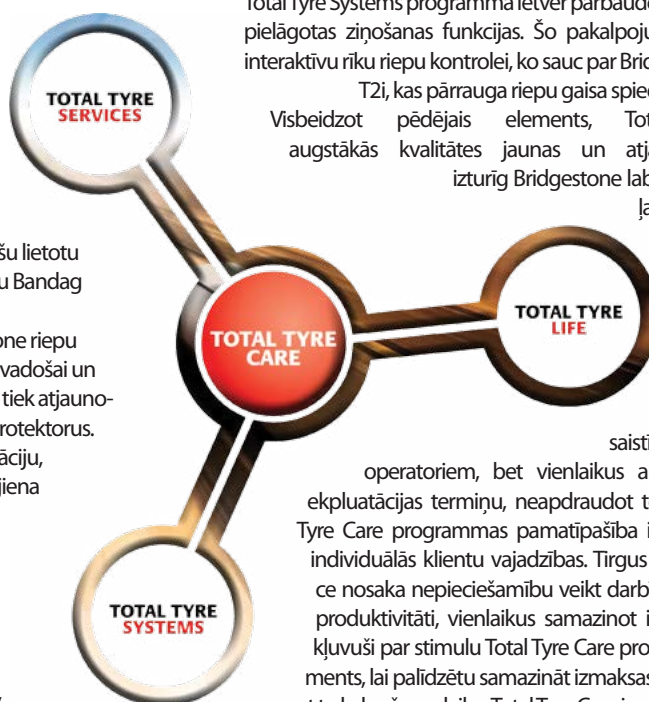 Total Tyre Systems programma ietver pārbaude
pielāgotas ziņošanas funkcijas. Šo pakalpoju
interaktīvu rīku riepu kontrolei, ko sauc par Brid
T2i, kas pārrauga riepu gaisa spied
Visbeidzot pēdējais elements, Tot
augstākās kvalitātes jaunas un atja
izturīg Bridgestone lab
ļa
TOTAL TYRE
SERVICES
šu lietotu
u Bandag
one riepu
vadošai un
tiek atjauno-
rotektorus.
āciju,
jiena
TOTAL TYRE
CARE
TOTAL TYRE
LIFE
TOTAL TYRE
SYSTEMS
saistī
operatoriem, bet vienlaikus a
ekpluatācijas termiņu, neapdraudot t
Tyre Care programmas pamatīpašība i
individuālās klientu vajadzības. Tirgus
ce nosaka nepieciešamību veikt darbī
produktivitāti, vienlaikus samazinot i
kļuvuši par stimulu Total Tyre Care pro
ments, lai palīdzētu samazināt izmaksas